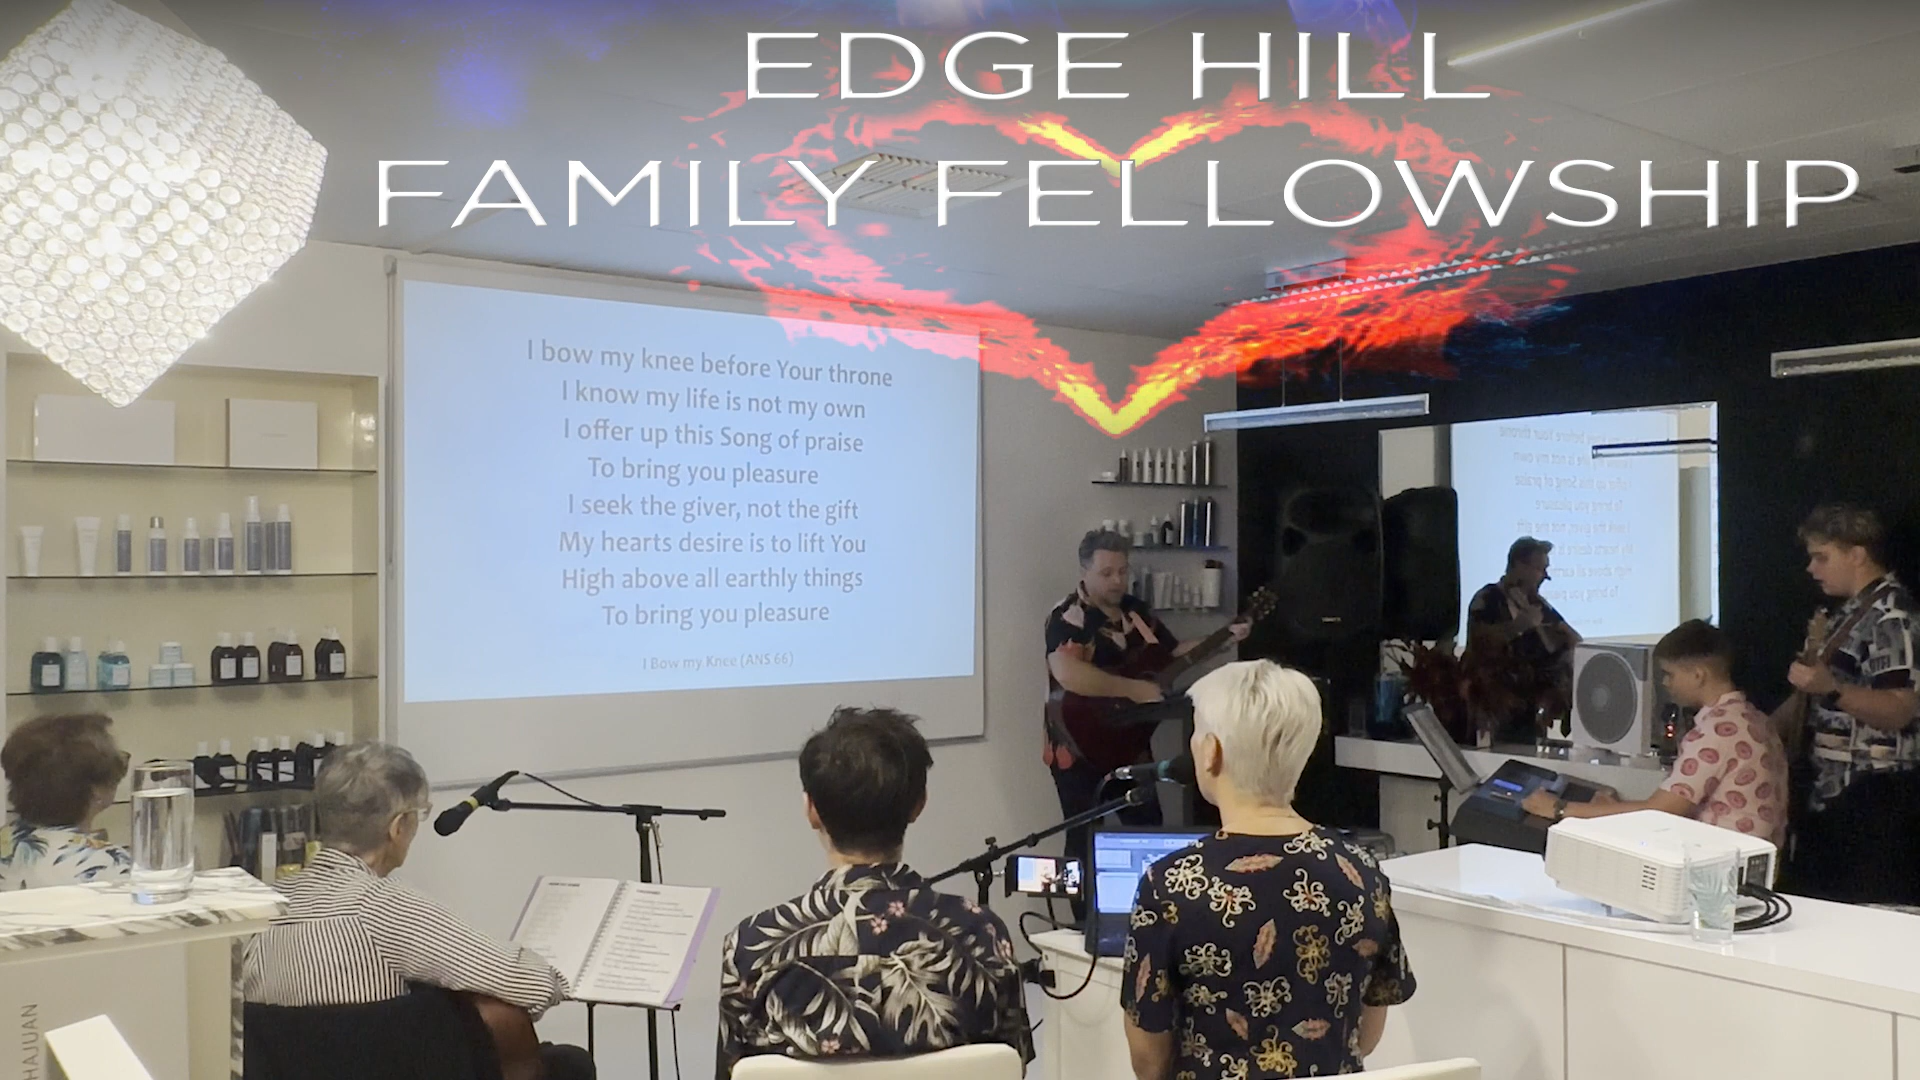 EDGE HILL
FAMILY FELLOWSHIP
I bow my knee before Your throne
I know my life is not my own
I offer up this Song of praise
To bring you pleasure
I seek the giver, not the gift
My hearts desire is to lift You
High above all earthly things
To bring you pleasure
I Bow my Knee (ANS 66)
HAJUAN